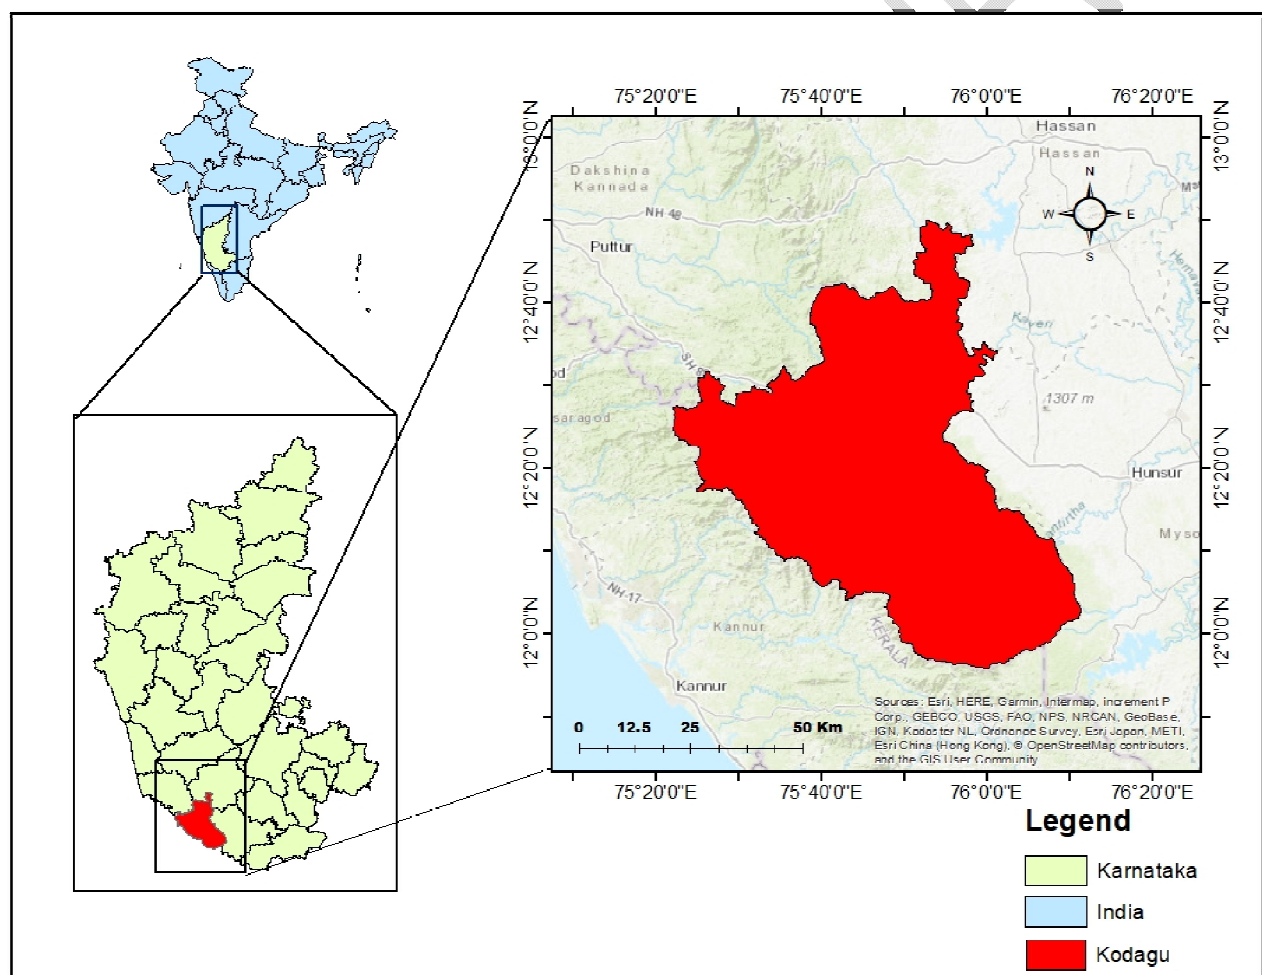 75°20'0"E 75°40'0"E 76°0'0"E 76°20'0"E
13°0'0"N
12°40'0"N
12°20'0"N
12°0'0"N
Hassan
Hassan
Dakshina
Kannada
N
W E
S
NH 48
Puttur
Kaveri
SH
1307 m
saragod
Hunsur
Myso
NH-17
Kannur
KERALA
Kannur
0 12.5 25 50 Km
Sources: Esri, HERE, Garmin, Intermap, increment P
Corp., GEBCO, USGS, FAO, NPS, NRCAN, GeoBase,
IGN, Kadaster NL, Ordnance Survey, Esri Japan, METI,
Esri China (Hong Kong), © OpenStreetMap contributors,
and the GIS User Community
13°0'0"N
12°40'0"N
12°20'0"N
12°0'0"N
75°20'0"E 75°40'0"E 76°0'0"E 76°20'0"E
Legend
Karnataka
India
Kodagu